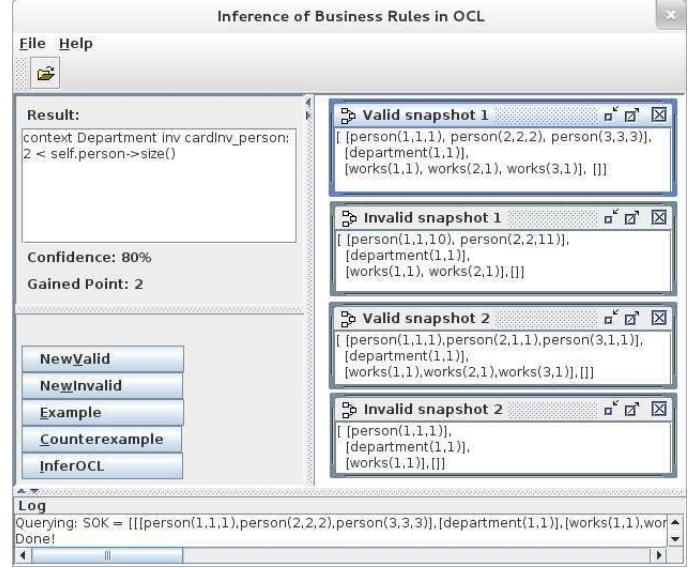 Inference of Business Rules in OCL
File Help
Result:
context Department inv cardInv_person:
2 < self.person->size()
Confidence: 80%
Gained Point: 2
NewValid
NewInvalid
Example
Counterexample
InferOCL
Valid snapshot 1
[ [person(1,1,1), person(2,2,2), person(3,3,3)],
[department(1,1)],
[works(1,1), works(2,1), works(3,1)], []]
Invalid snapshot 1
[ [person(1,1,10), person(2,2,11)],
[department(1,1)],
[works(1,1), works(2,1)],[]]
Valid snapshot 2
[ [person(1,1,1),person(2,1,1),person(3,1,1)],
[department(1,1)],
[works(1,1),works(2,1),works(3,1)],[]]
Invalid snapshot 2
[ [person(1,1,1)],
[department(1,1)],
[works(1,1)],[]]
Log
Querying: SOK = [[[person(1,1,1),person(2,2,2),person(3,3,3)],[department(1,1)],[works(1,1),wor
Done!